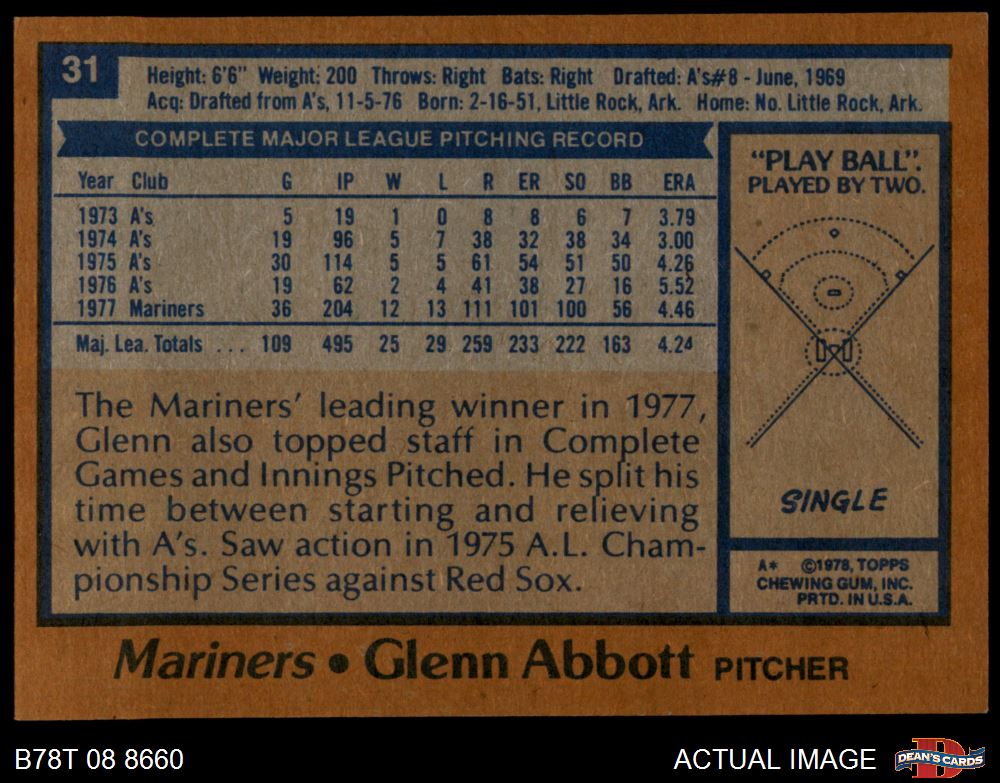 31
Height: 6'6" Weight: 200 Throws: Right Bats: Right Drafted: A's#8 - June, 1969
Acq: Drafted from A's, 11-5-76 Born: 2-16-51, Little Rock, Ark. Home: No. Little Rock, Ark.
COMPLETE MAJOR LEAGUE PITCHING RECORD
Year Club G IP W L R ER SO BB ERA
1973 A's 5 19 1 0 8 8 6 7 3.79
1974 A's 19 96 5 7 38 32 38 34 3.00
1975 A's 30 114 5 5 61 54 51 50 4.26
1976 A's 19 62 2 4 41 38 27 16 5.52
1977 Mariners 36 204 12 13 111 101 100 56 4.46
Maj. Lea. Totals ... 109 495 25 29 259 233 222 163 4.24
The Mariners' leading winner in 1977,
Glenn also topped staff in Complete
Games and Innings Pitched. He split his
time between starting and relieving
with A's. Saw action in 1975 A.L. Cham-
pionship Series against Red Sox.
"PLAY BALL".
PLAYED BY TWO.
SINGLE
A* ©1978, TOPPS
CHEWING GUM, INC.
PRTD. IN U.S.A.
Mariners • Glenn Abbott PITCHER
B78T 08 8660
ACTUAL IMAGE
DEAN'S CARDS